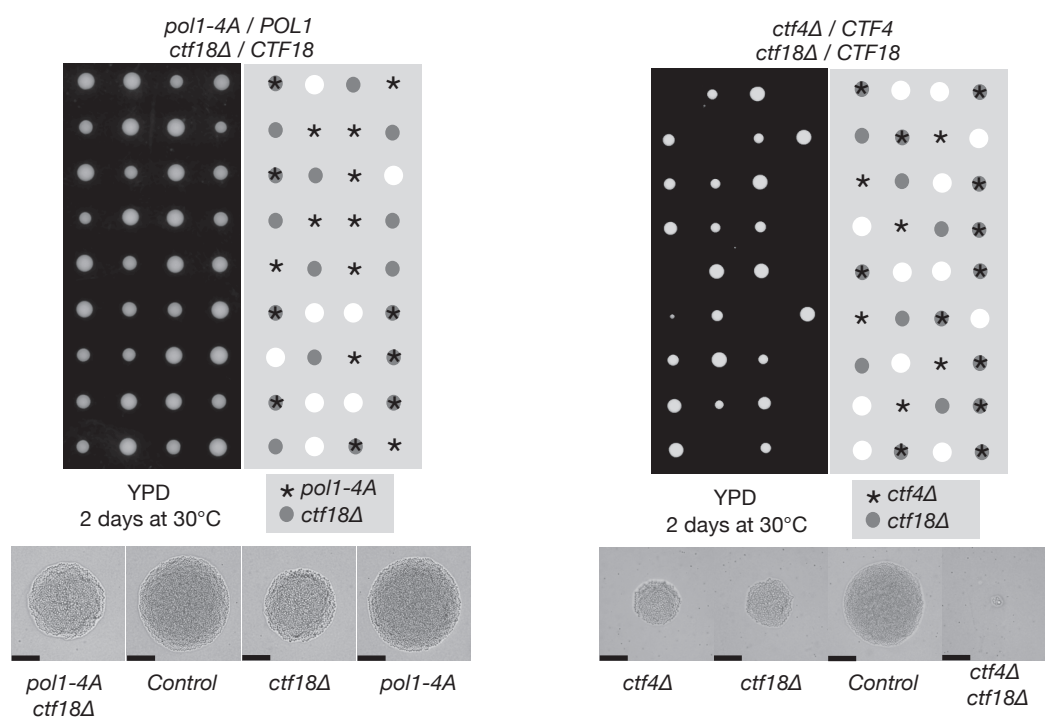 pol1-4A / POL1
ctf18Δ / CTF18
YPD
2 days at 30°C
* pol1-4A
ctf18Δ
pol1-4A
ctf18Δ
Control
ctf18Δ
pol1-4A
ctf4Δ / CTF4
ctf18Δ / CTF18
YPD
2 days at 30°C
* ctf4Δ
ctf18Δ
ctf4Δ
ctf18Δ
Control
ctf4Δ
ctf18Δ